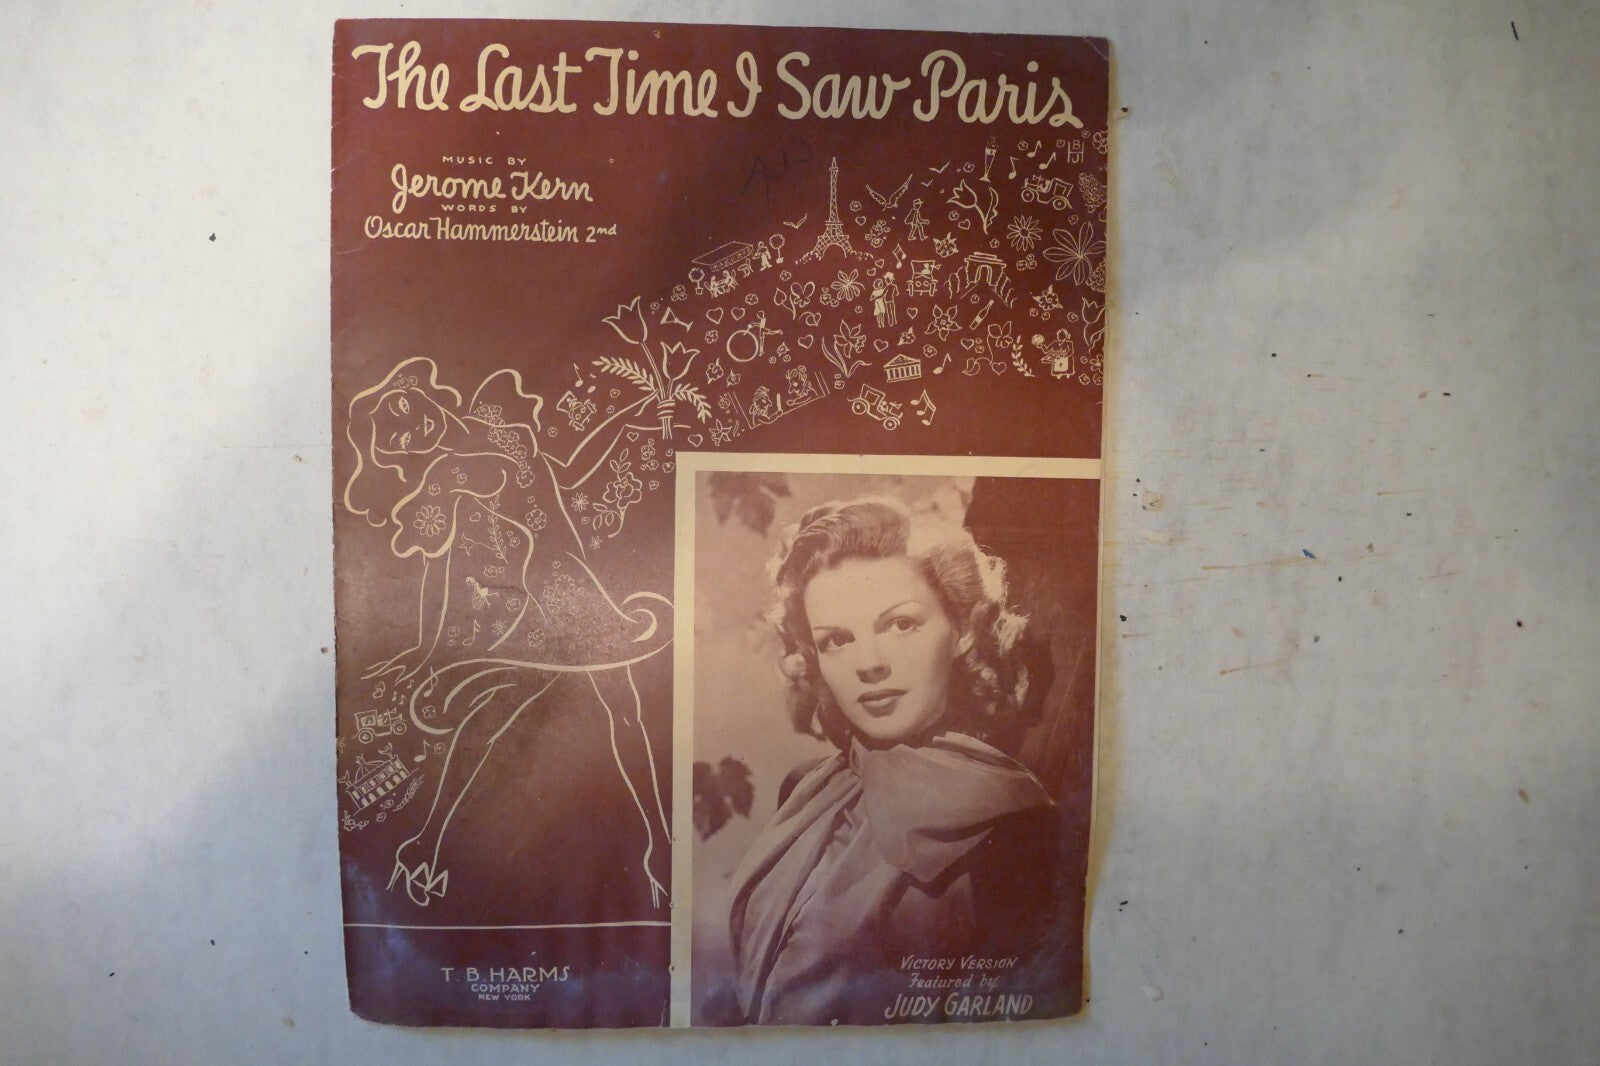 The Last Time I Saw Paris
MUSIC BY
Jerome Kern
WORDS BY
Oscar Hammerstein 2nd
T. B. HARMS
COMPANY
NEW YORK
VICTORY VERSION
Featured by
JUDY GARLAND